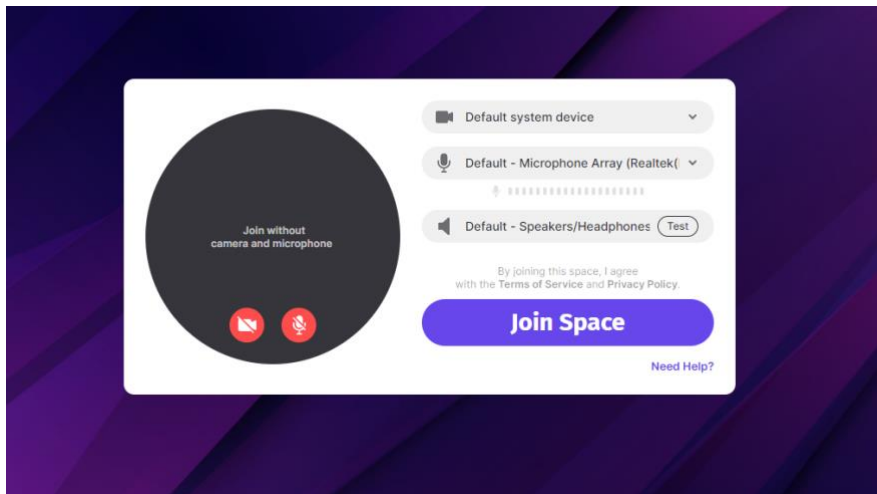 Join without
camera and microphone
Default system device
Default - Microphone Array (Realtek(
Default - Speakers/Headphones
Test
By joining this space, I agree
with the Terms of Service and Privacy Policy.
Join Space
Need Help?